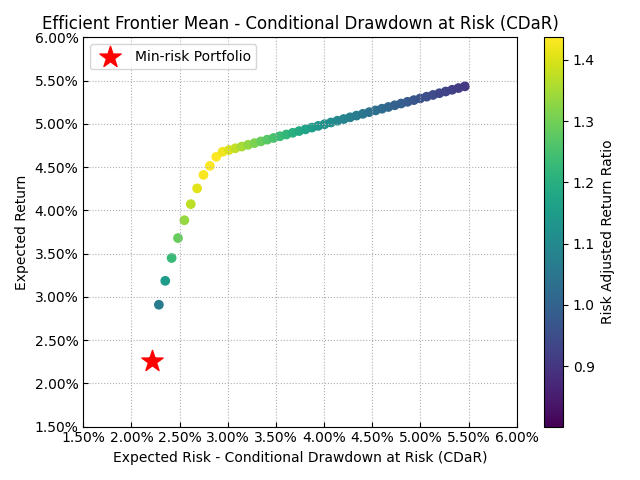 Efficient Frontier Mean - Conditional Drawdown at Risk (CDaR)
Min-risk Portfolio
6.00%
5.50%
5.00%
4.50%
4.00%
3.50%
3.00%
2.50%
2.00%
1.50%
Expected Return
1.50% 2.00% 2.50% 3.00% 3.50% 4.00% 4.50% 5.00% 5.50% 6.00%
Expected Risk - Conditional Drawdown at Risk (CDaR)
1.4
1.3
1.2
1.1
1.0
0.9
Risk Adjusted Return Ratio